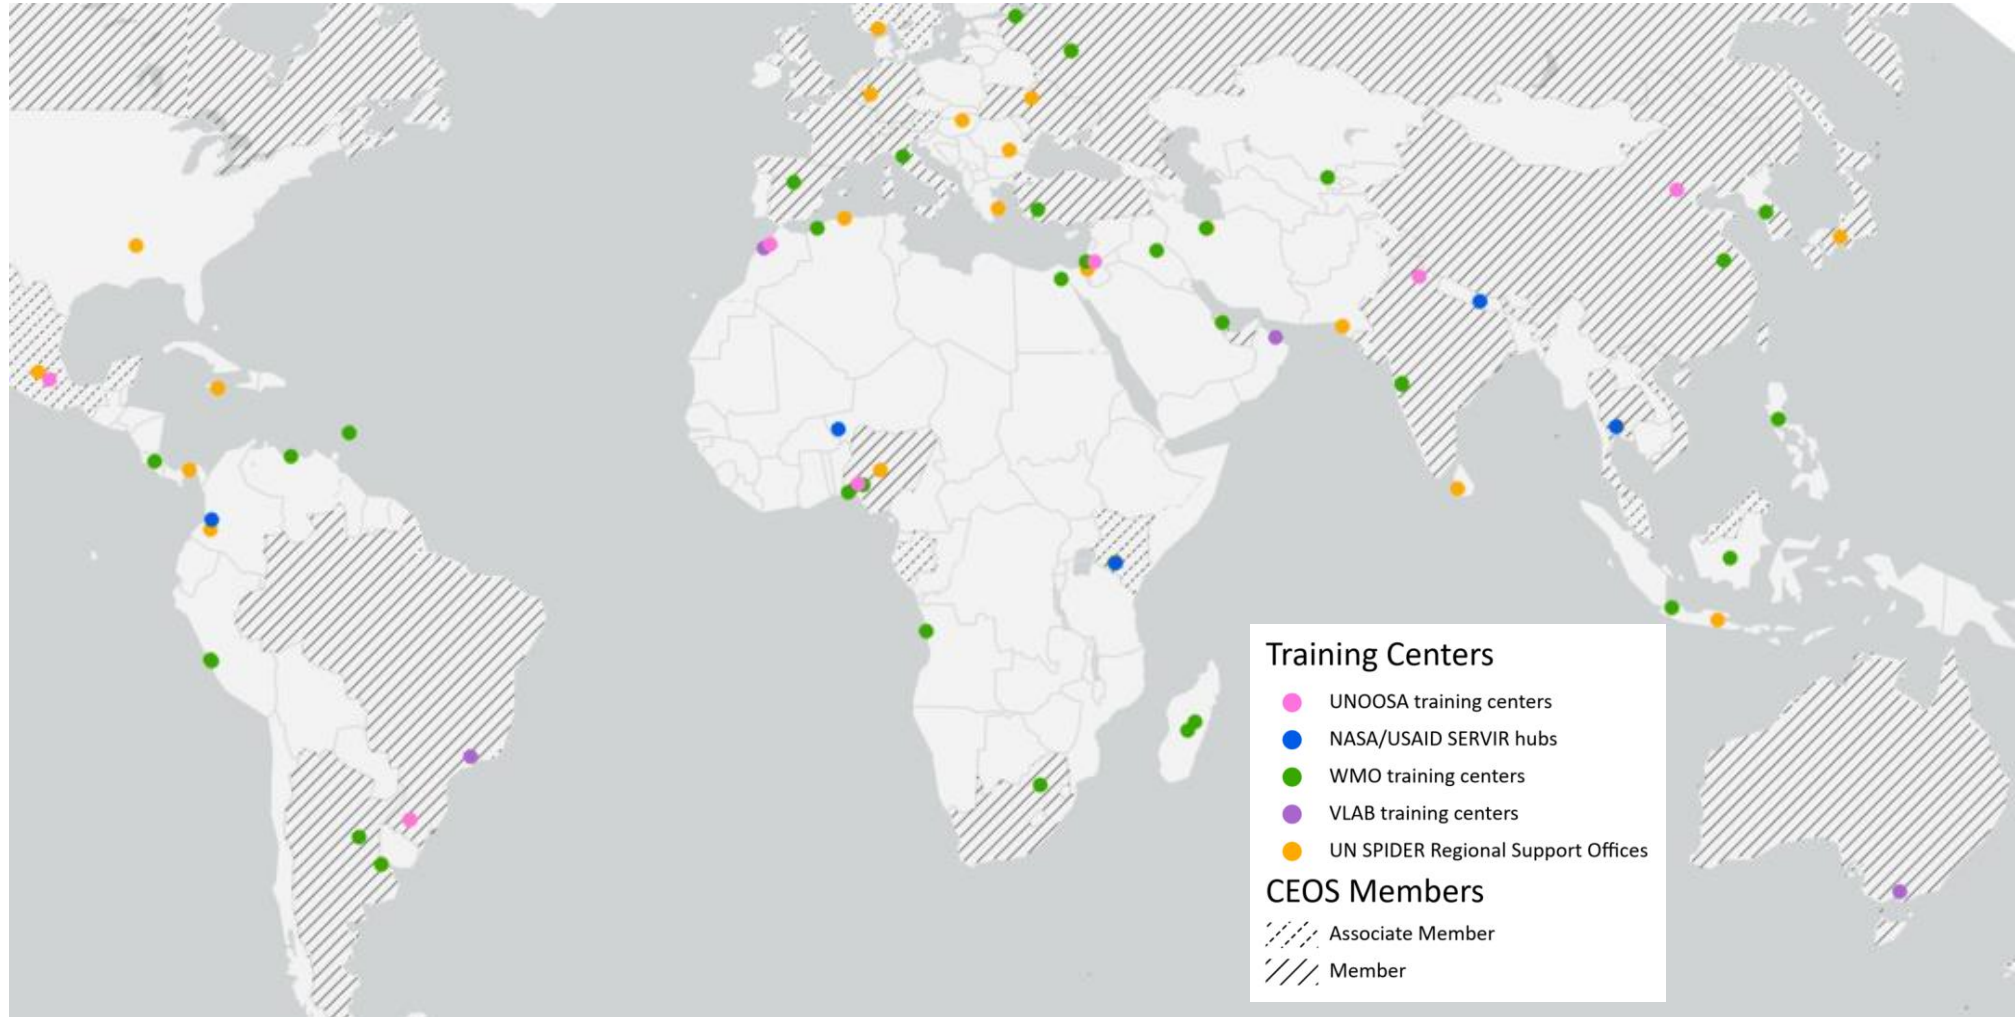 Training Centers
UNOOSA training centers
NASA/USAID SERVIR hubs
WMO training centers
VLAB training centers
UN SPIDER Regional Support Offices
CEOS Members
Associate Member
Member